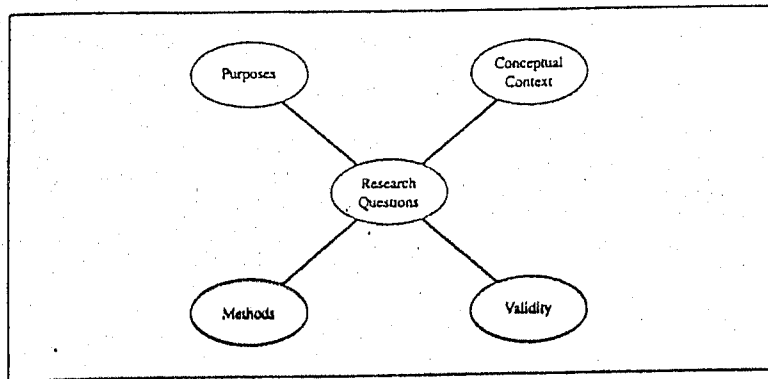 Purposes
Conceptual
Context
Research
Questions
Methods
Validity